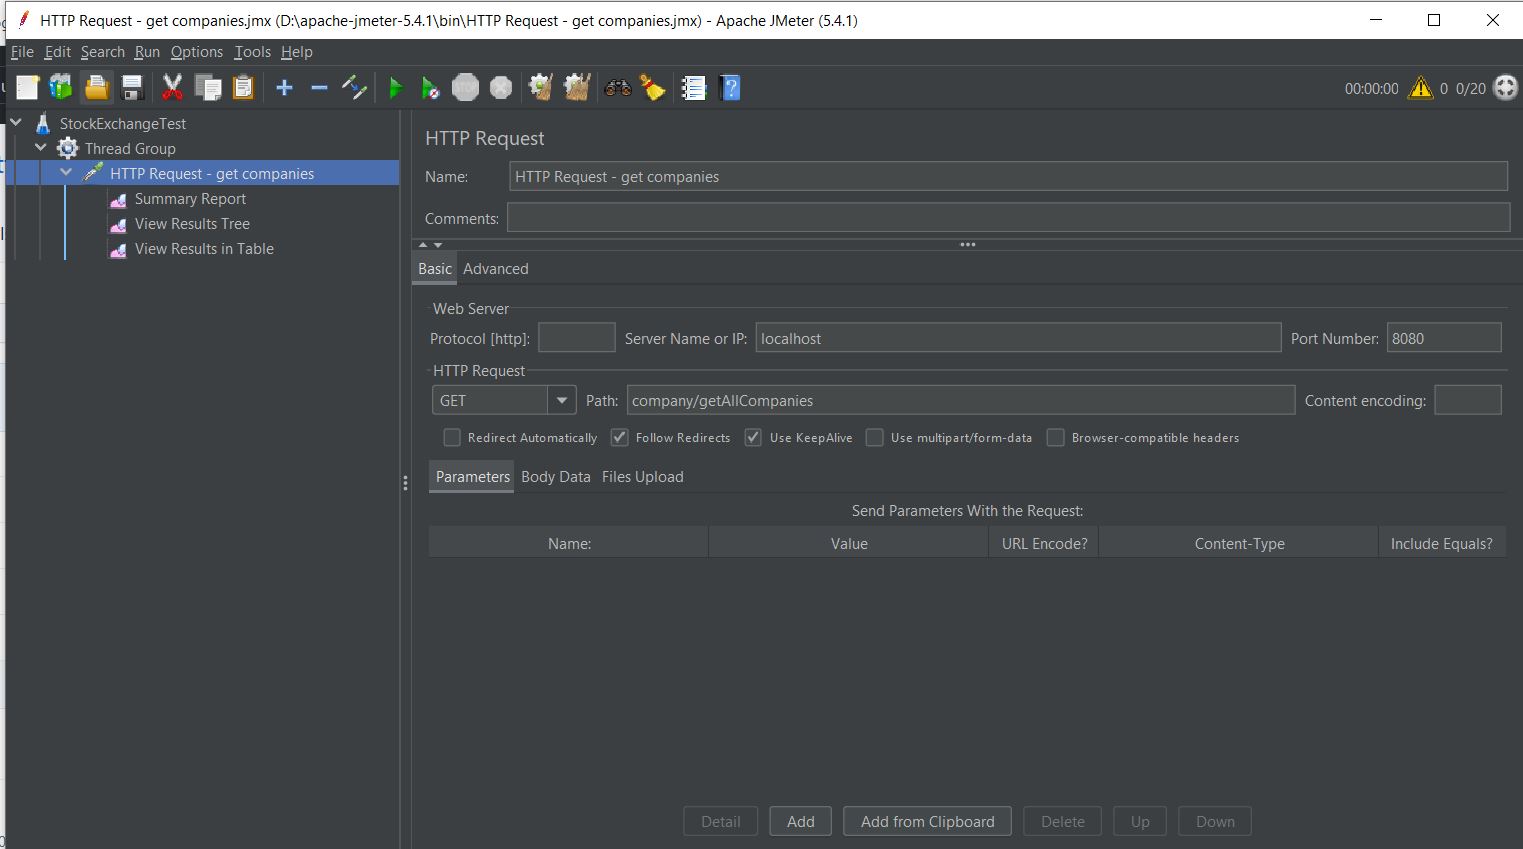 HTTP Request - get companies.jmx (D:\apache-jmeter-5.4.1\bin\HTTP Request - get companies.jmx) - Apache JMeter (5.4.1)
File Edit Search Run Options Tools Help
STOP
00:00:00 0 0/20
StockExchangeTest
Thread Group
HTTP Request - get companies
Summary Report
View Results Tree
View Results in Table
HTTP Request
Name: HTTP Request - get companies
Comments:
Basic Advanced
Web Server
Protocol [http]: Server Name or IP: localhost Port Number: 8080
HTTP Request
GET Path: company/getAllCompanies Content encoding:
Redirect Automatically Follow Redirects Use KeepAlive Use multipart/form-data Browser-compatible headers
Parameters Body Data Files Upload
Send Parameters With the Request:
Name: Value URL Encode? Content-Type Include Equals?
Detail Add Add from Clipboard Delete Up Down